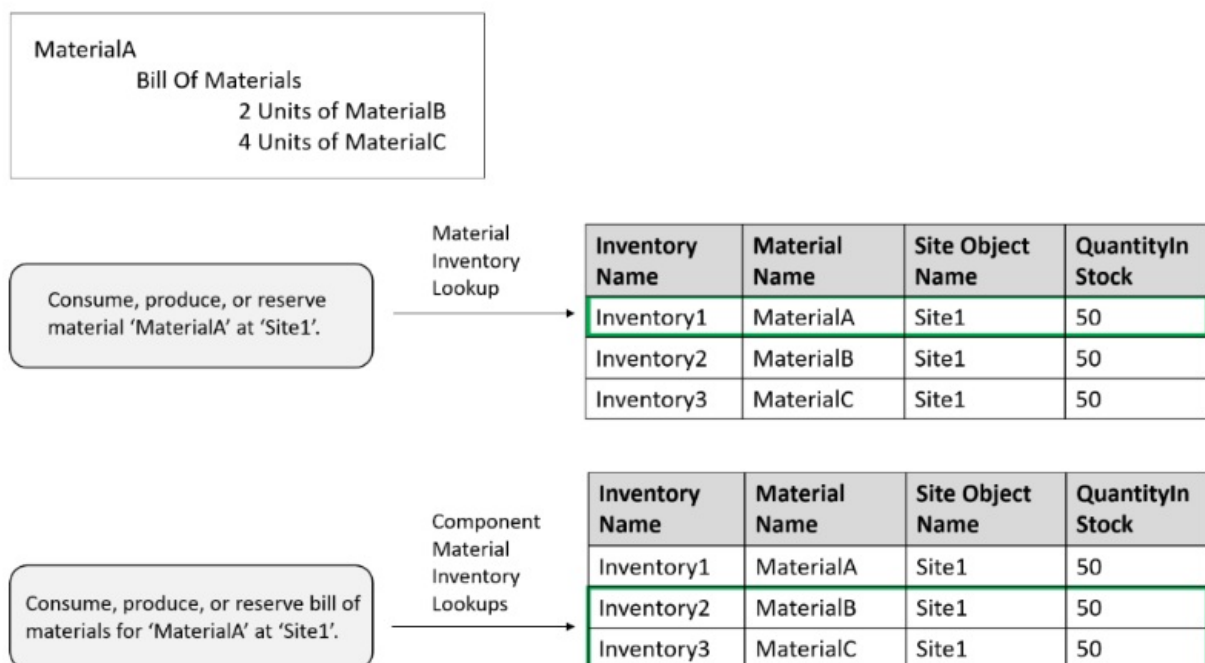 MaterialA
Bill Of Materials
2 Units of MaterialB
4 Units of MaterialC
Material
Inventory
Lookup
Consume, produce, or reserve
material ‘MaterialA’ at ‘Site1’.
Inventory Name Material Name Site Object Name QuantityIn Stock
Inventory1 MaterialA Site1 50
Inventory2 MaterialB Site1 50
Inventory3 MaterialC Site1 50
Component
Material
Inventory
Lookups
Consume, produce, or reserve bill of
materials for ‘MaterialA’ at ‘Site1’.
Inventory Name Material Name Site Object Name QuantityIn Stock
Inventory1 MaterialA Site1 50
Inventory2 MaterialB Site1 50
Inventory3 MaterialC Site1 50